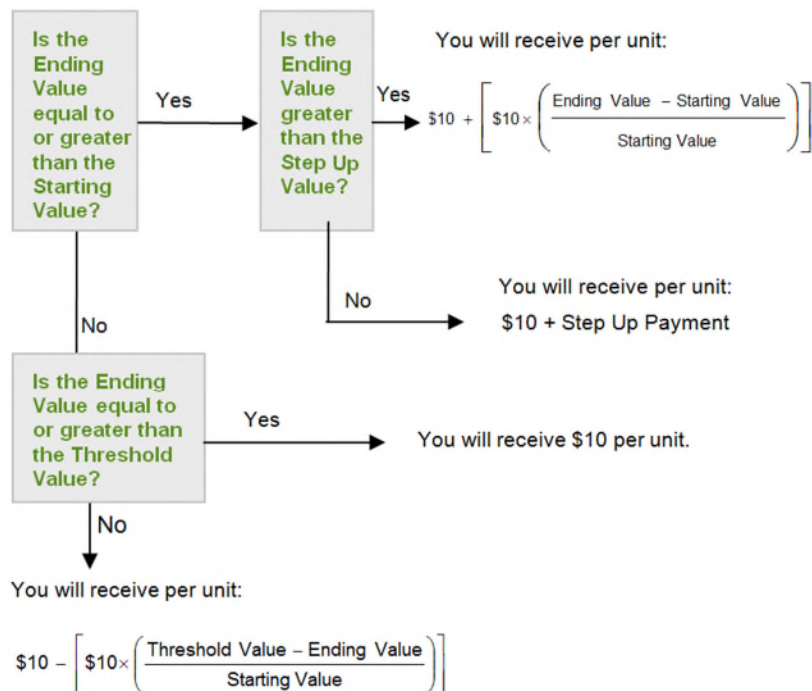 Is the
Ending
Value
equal to
or greater
than the
Starting
Value?
Yes
Is the
Ending
Value
greater
than the
Step Up
Value?
Yes
You will receive per unit:
$10 + [ $10 × ( Ending Value – Starting Value
Starting Value ) ]
No
You will receive per unit:
$10 + Step Up Payment
No
Is the Ending
Value equal to
or greater than
the Threshold
Value?
Yes
You will receive $10 per unit.
No
You will receive per unit:
$10 – [ $10× ( Threshold Value – Ending Value
Starting Value ) ]